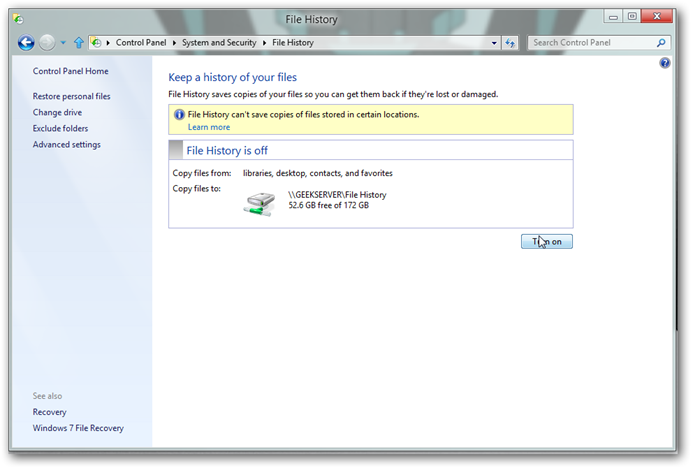 File History
Control Panel ▸ System and Security ▸ File History
Search Control Panel
Control Panel Home
Restore personal files
Change drive
Exclude folders
Advanced settings
Keep a history of your files
File History saves copies of your files so you can get them back if they're lost or damaged.
File History can't save copies of files stored in certain locations.
Learn more
File History is off
Copy files from: libraries, desktop, contacts, and favorites
Copy files to: \\GEEKSERVER\File History
52.6 GB free of 172 GB
Turn on
See also
Recovery
Windows 7 File Recovery